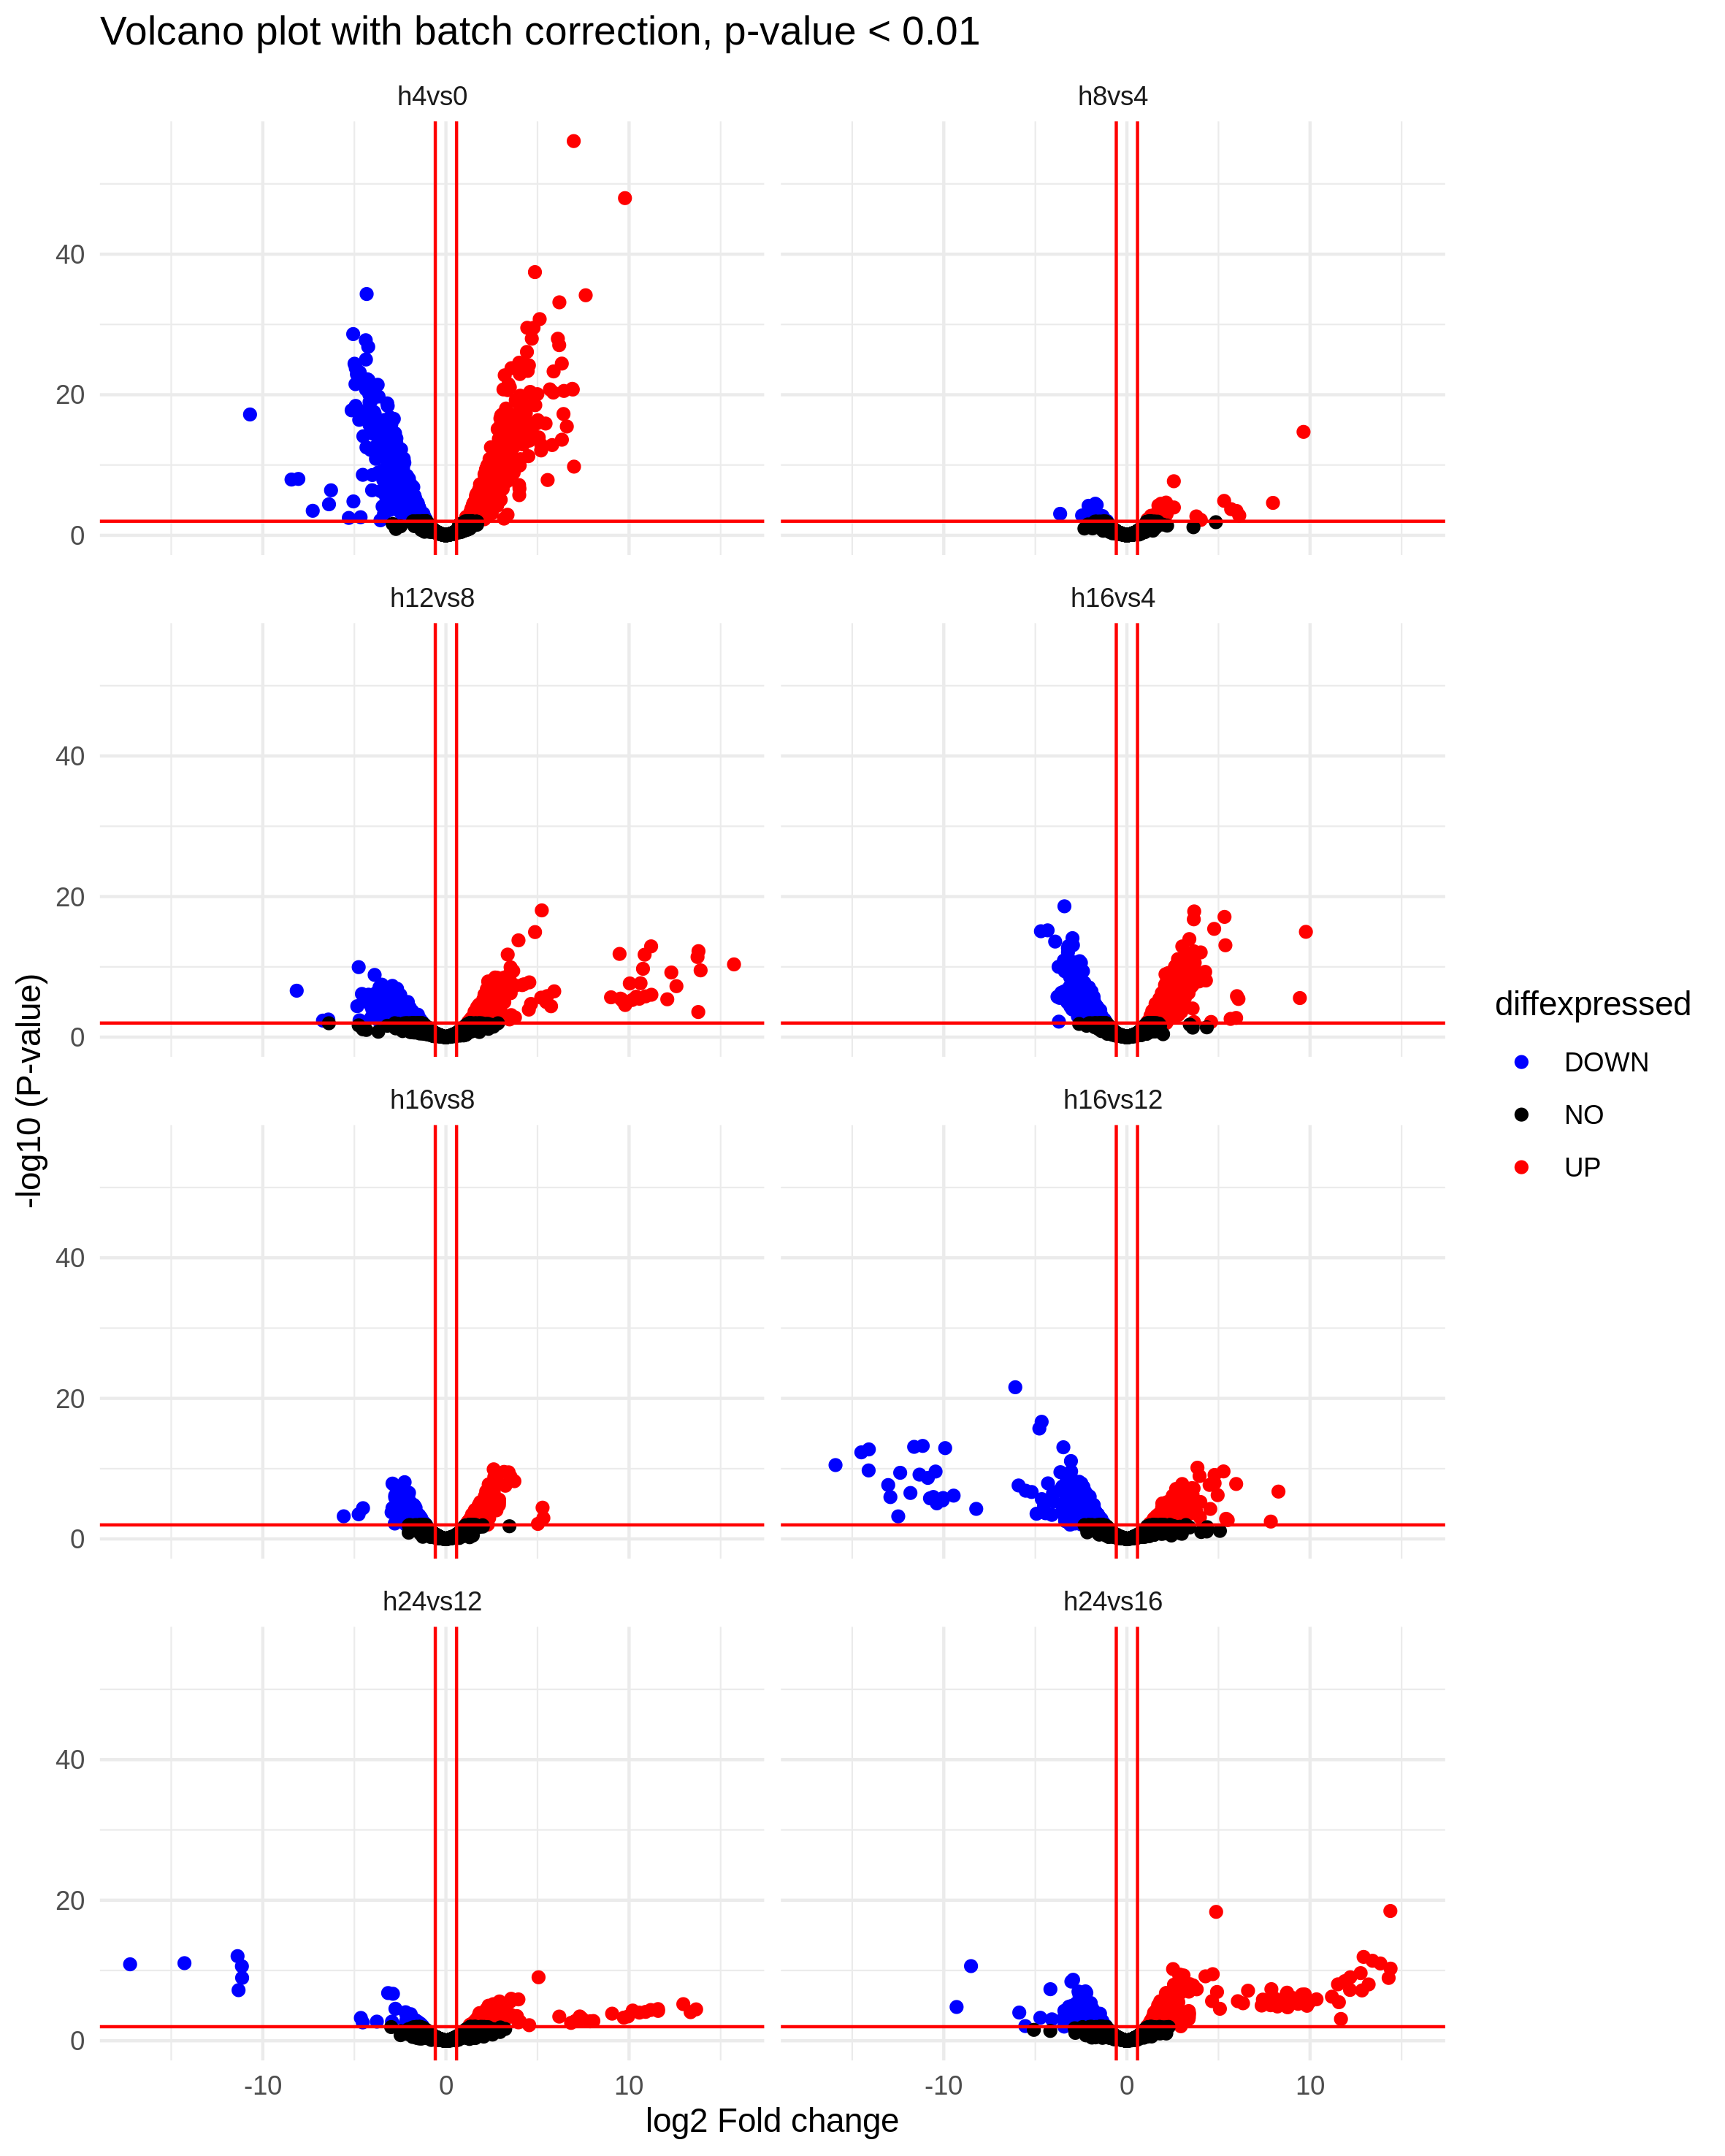 Volcano plot with batch correction, p-value < 0.01
h4vs0
h8vs4
40
20
0
h12vs8
h16vs4
40
20
0
h16vs8
h16vs12
40
20
0
h24vs12
h24vs16
40
20
0
-10
0
10
-10
0
10
log2 Fold change
-log10 (P-value)
diffexpressed
DOWN
NO
UP